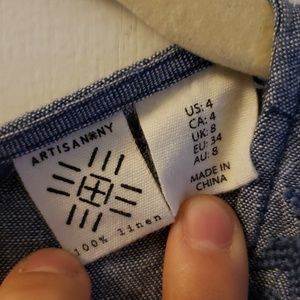 ARTISAN NY
100% linen
US: 4
CA: 4
UK: 8
EU: 34
AU: 8
MADE IN
CHINA